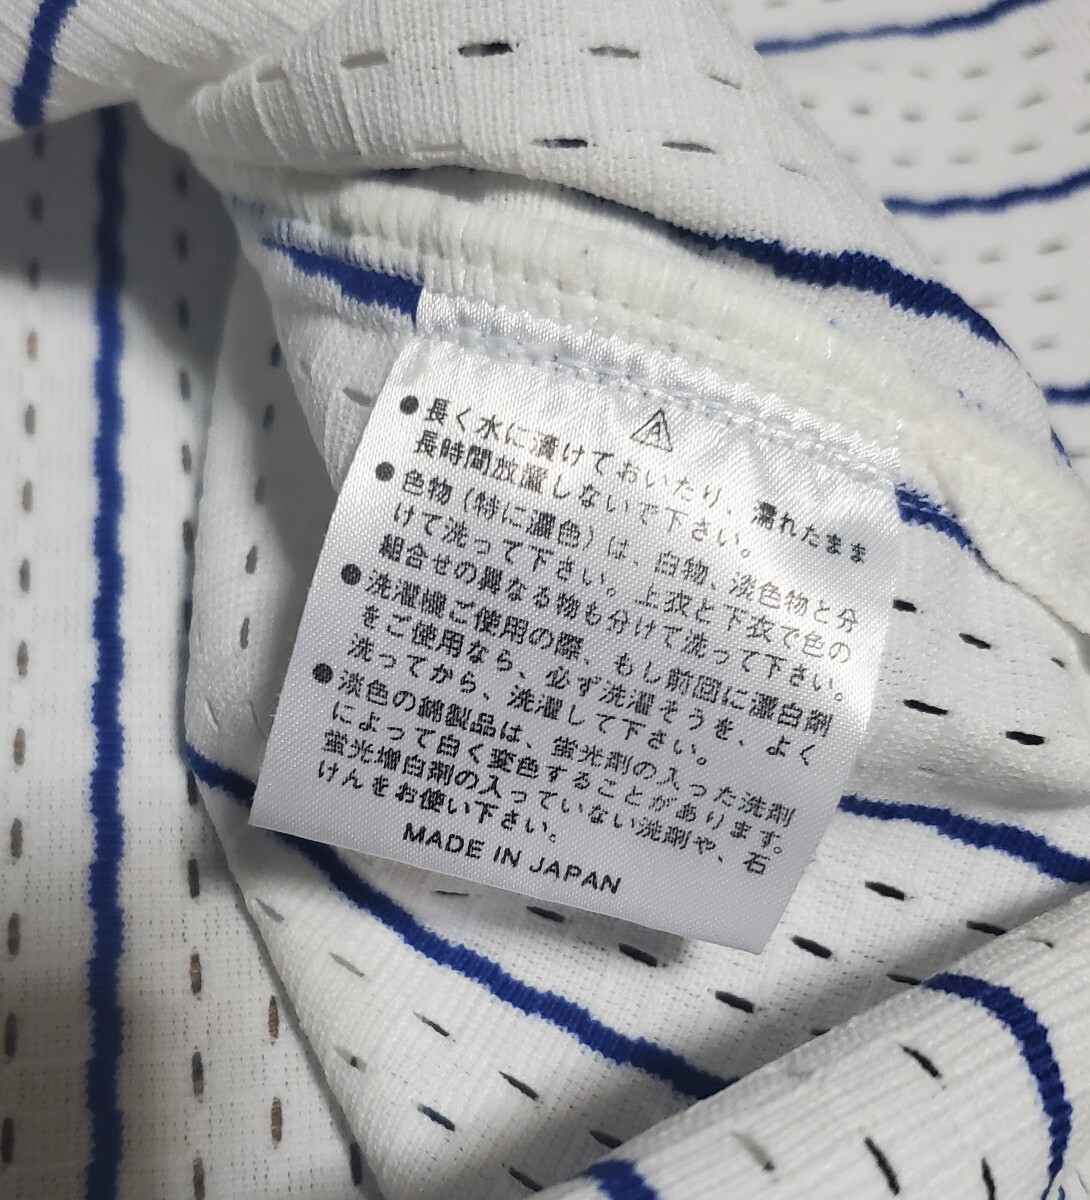 A
●長く水に漬けておいたり、濡れたまま
長時間放置しないで下さい。
●色物(特に濃色)は、白物、淡色物と分
けて洗って下さい。上衣と下衣で色の
組合せの異なる物も分けて洗って下さい。
●洗濯機ご使用の際、もし前回に漂白剤
をご使用なら、必ず洗濯そうを、よく
洗ってから、洗濯して下さい。
●淡色の綿製品は、蛍光剤の入った洗剤
によって白く変色することがあります。
蛍光増白剤の入っていない洗剤や、石
けんをお使い下さい。
MADE IN JAPAN